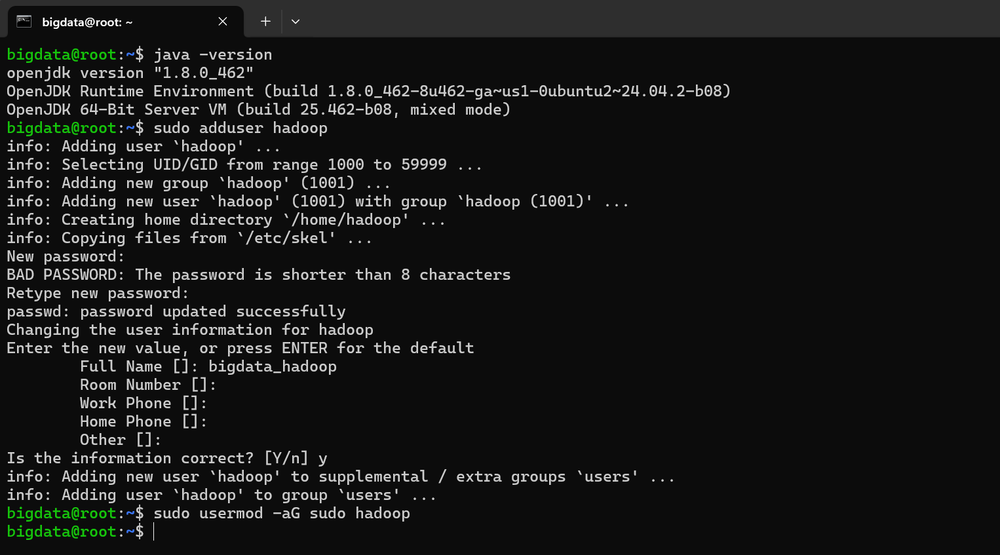 bigdata@root: ~
bigdata@root:~$ java -version
openjdk version "1.8.0_462"
OpenJDK Runtime Environment (build 1.8.0_462-8u462-ga~us1-0ubuntu2~24.04.2-b08)
OpenJDK 64-Bit Server VM (build 25.462-b08, mixed mode)
bigdata@root:~$ sudo adduser hadoop
info: Adding user `hadoop' ...
info: Selecting UID/GID from range 1000 to 59999 ...
info: Adding new group `hadoop' (1001) ...
info: Adding new user `hadoop' (1001) with group `hadoop (1001)' ...
info: Creating home directory `/home/hadoop' ...
info: Copying files from `/etc/skel' ...
New password:
BAD PASSWORD: The password is shorter than 8 characters
Retype new password:
passwd: password updated successfully
Changing the user information for hadoop
Enter the new value, or press ENTER for the default
        Full Name []: bigdata_hadoop
        Room Number []:
        Work Phone []:
        Home Phone []:
        Other []:
Is the information correct? [Y/n] y
info: Adding new user `hadoop' to supplemental / extra groups `users' ...
info: Adding user `hadoop' to group `users' ...
bigdata@root:~$ sudo usermod -aG sudo hadoop
bigdata@root:~$